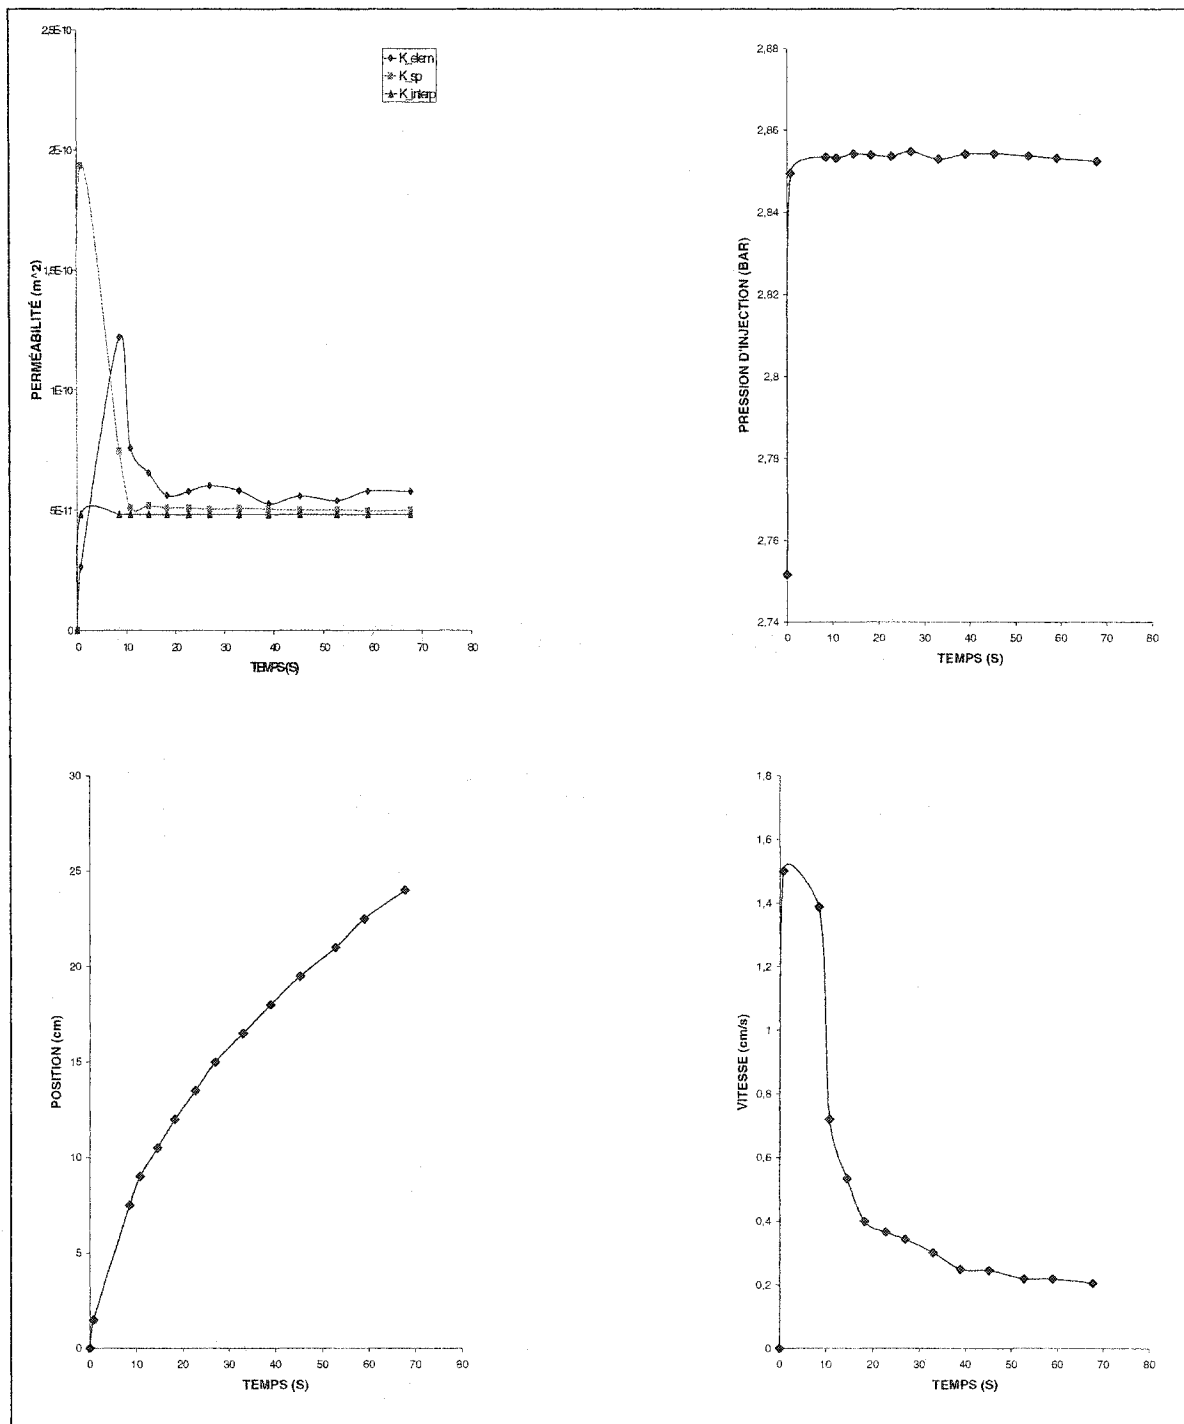 2,5E-10
2E-10
1,5E-10
1E-10
5E-11
0
0 10 20 30 40 50 60 70 80
PERMÉABILITÉ (m^2)
TEMPS(S)
K_elem
K_sp
K_interp
2,88
2,86
2,84
2,82
2,8
2,78
2,76
2,74
0 10 20 30 40 50 60 70 80
PRESSION D'INJECTION (BAR)
TEMPS (S)
30
25
20
15
10
5
0
0 10 20 30 40 50 60 70 80 90
POSITION (cm)
TEMPS (S)
1,8
1,6
1,4
1,2
1
0,8
0,6
0,4
0,2
0
0 10 20 30 40 50 60 70 80
VITESSE (cm/s)
TEMPS (S)